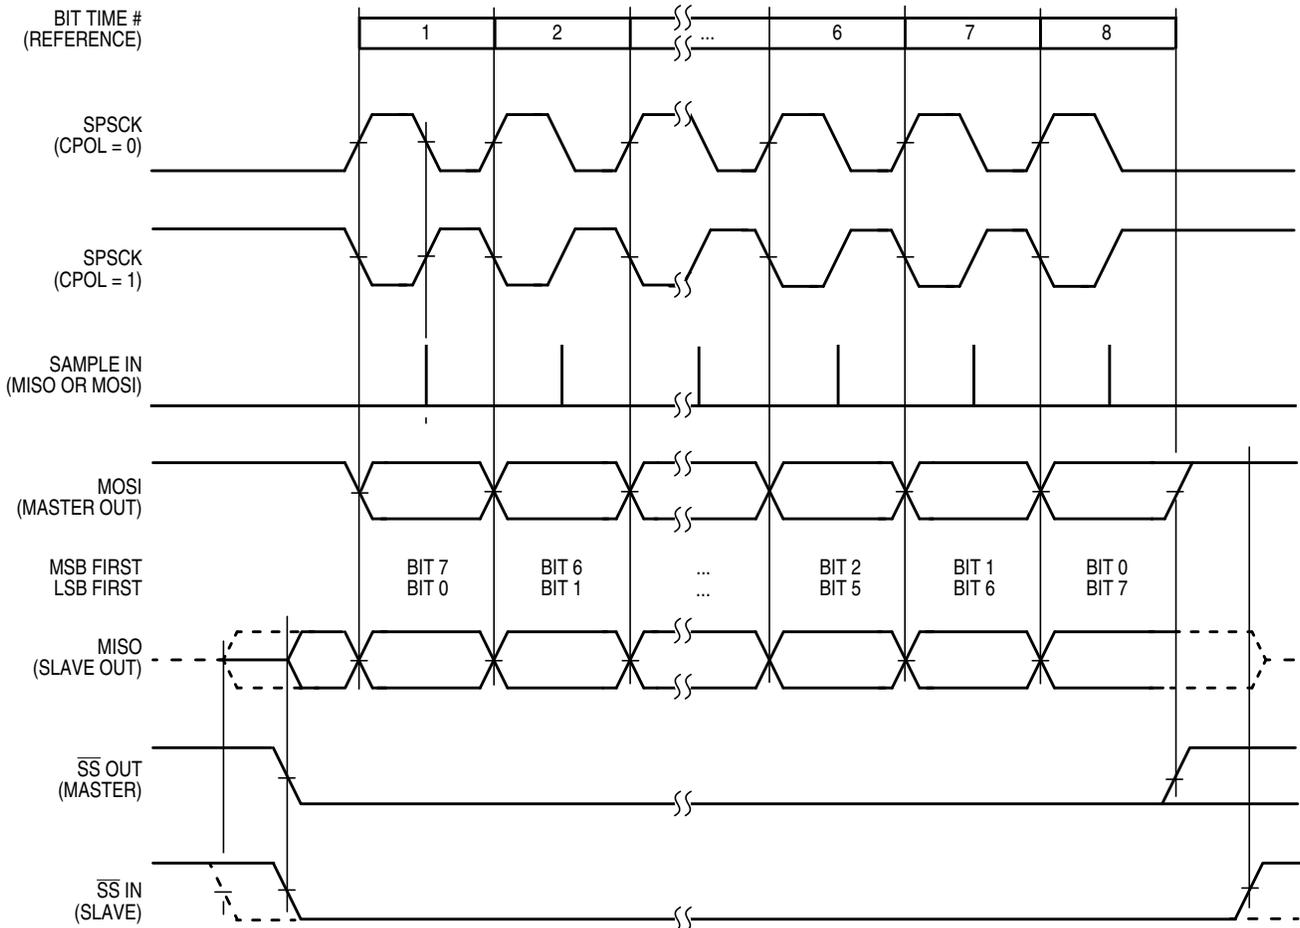 BIT TIME #
(REFERENCE)
1 2 ... 6 7 8
SPSCK
(CPOL = 0)
SPSCK
(CPOL = 1)
SAMPLE IN
(MISO OR MOSI)
MOSI
(MASTER OUT)
MSB FIRST BIT 7 BIT 6 ... BIT 2 BIT 1 BIT 0
LSB FIRST BIT 0 BIT 1 ... BIT 5 BIT 6 BIT 7
MISO
(SLAVE OUT)
S̅S̅ OUT
(MASTER)
S̅S̅ IN
(SLAVE)